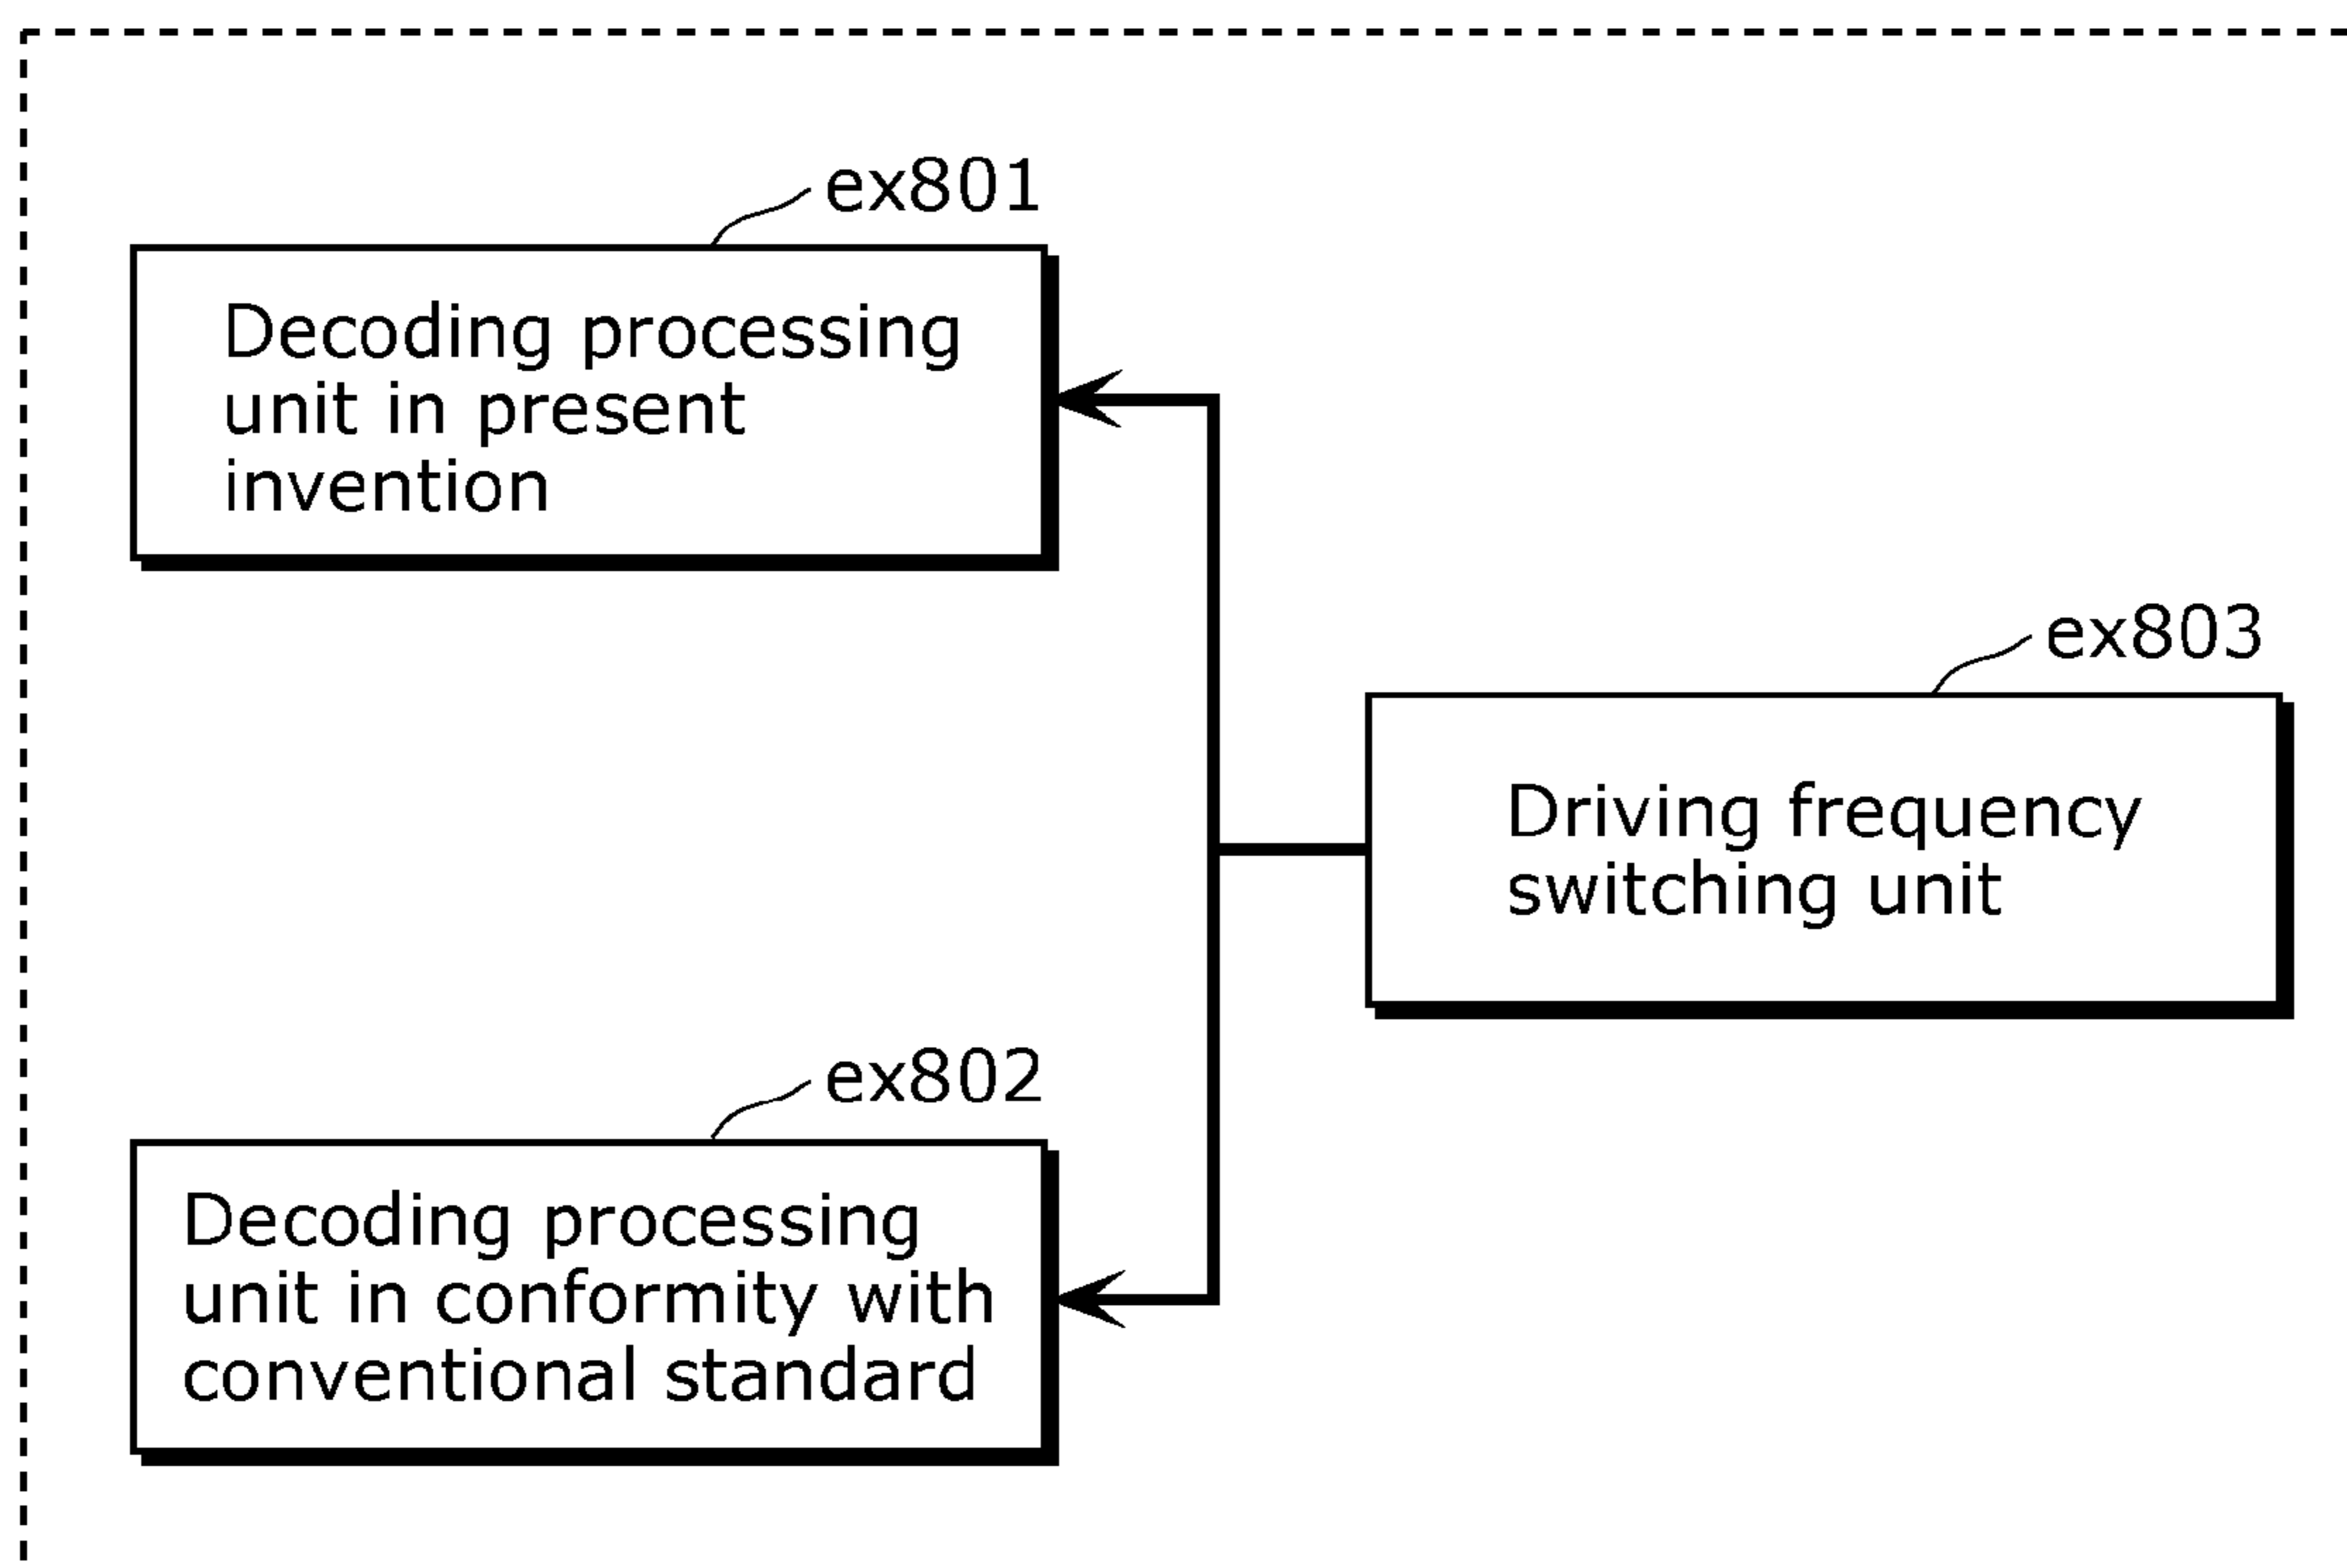 ex801
Decoding processing
unit in present
invention
ex803
Driving frequency
switching unit
ex802
Decoding processing
unit in conformity with
conventional standard